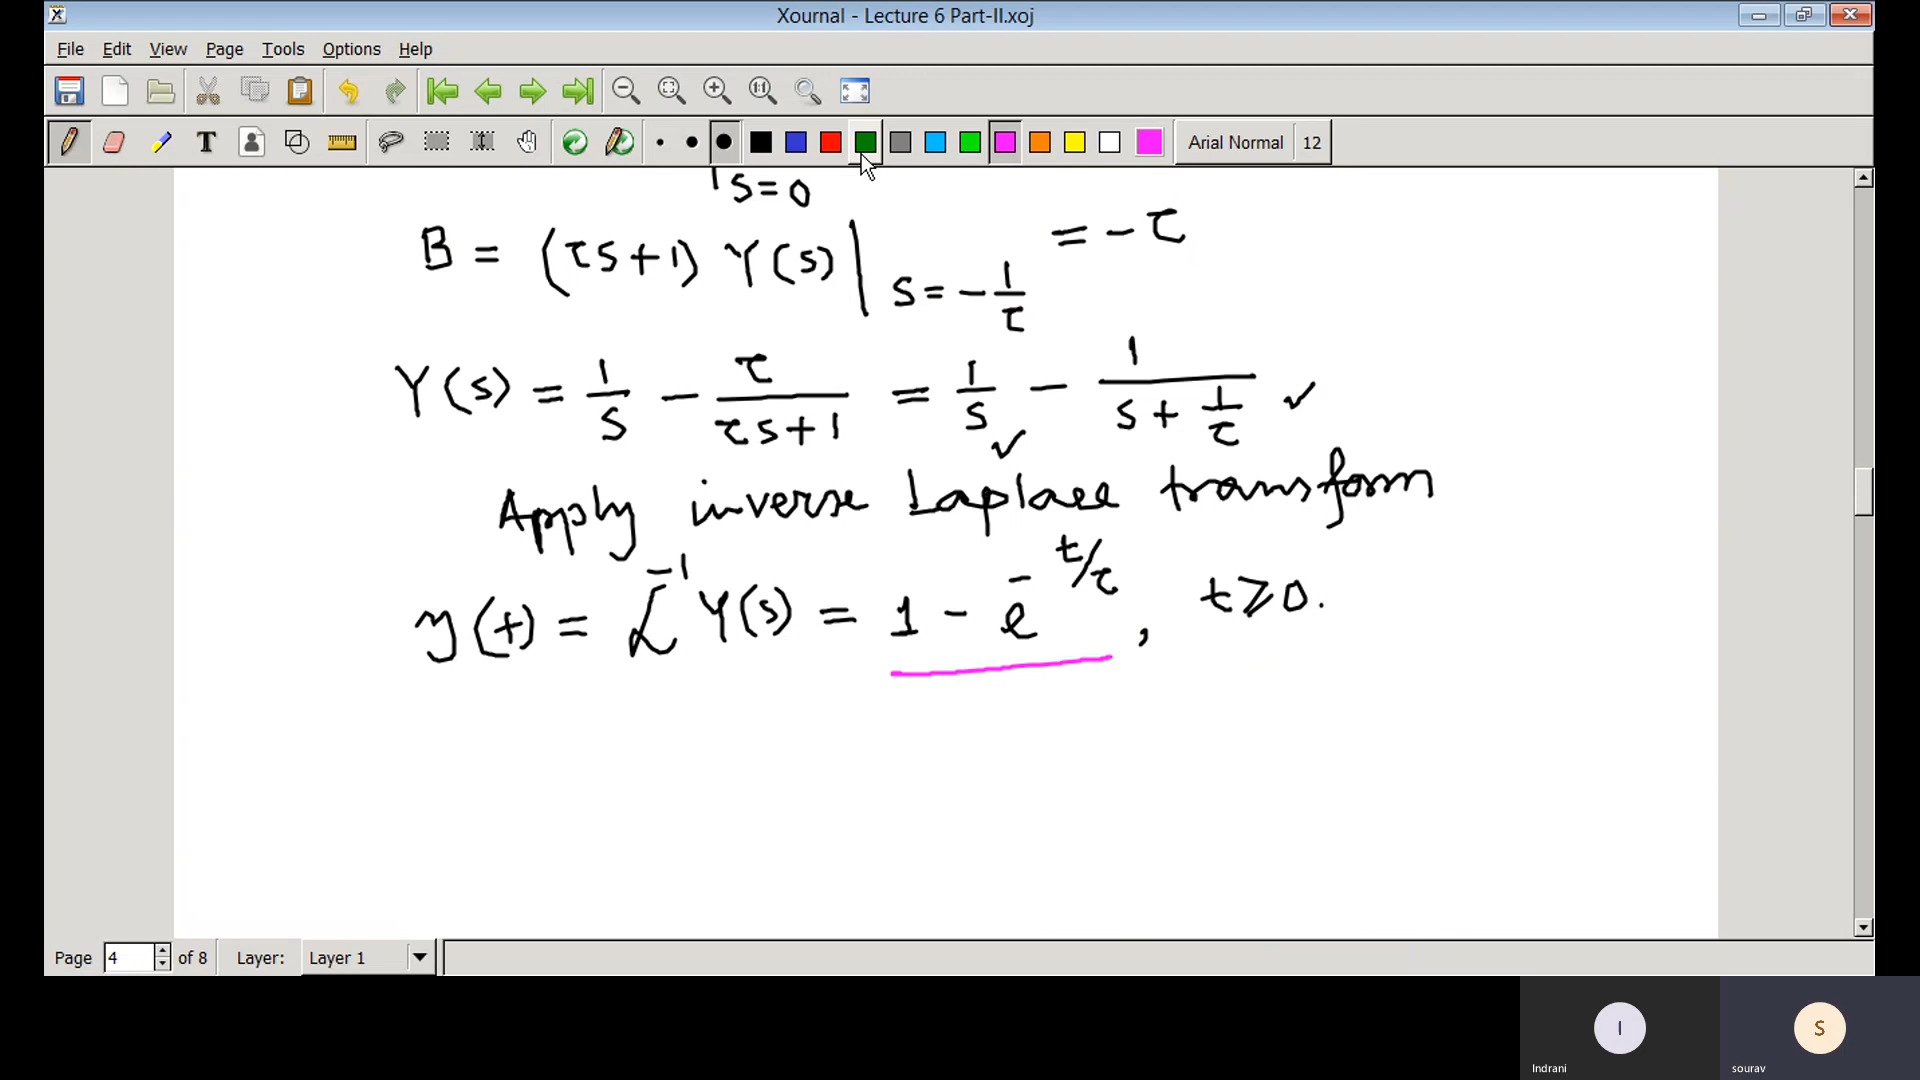 Xournal - Lecture 6 Part-II.xoj
File Edit View Page Tools Options Help
Arial Normal 12
s=0
B = (τs+1) Y(s)| s = -1/τ = -τ
Y(s) = 1/s - τ/(τs+1) = 1/s - 1/(s + 1/τ) ✓
✓
Apply inverse Laplace transform
y(t) = ℒ⁻¹ Y(s) = 1 - e^(-t/τ), t ≥ 0.
Page 4 of 8 Layer: Layer 1
I S
Indrani sourav